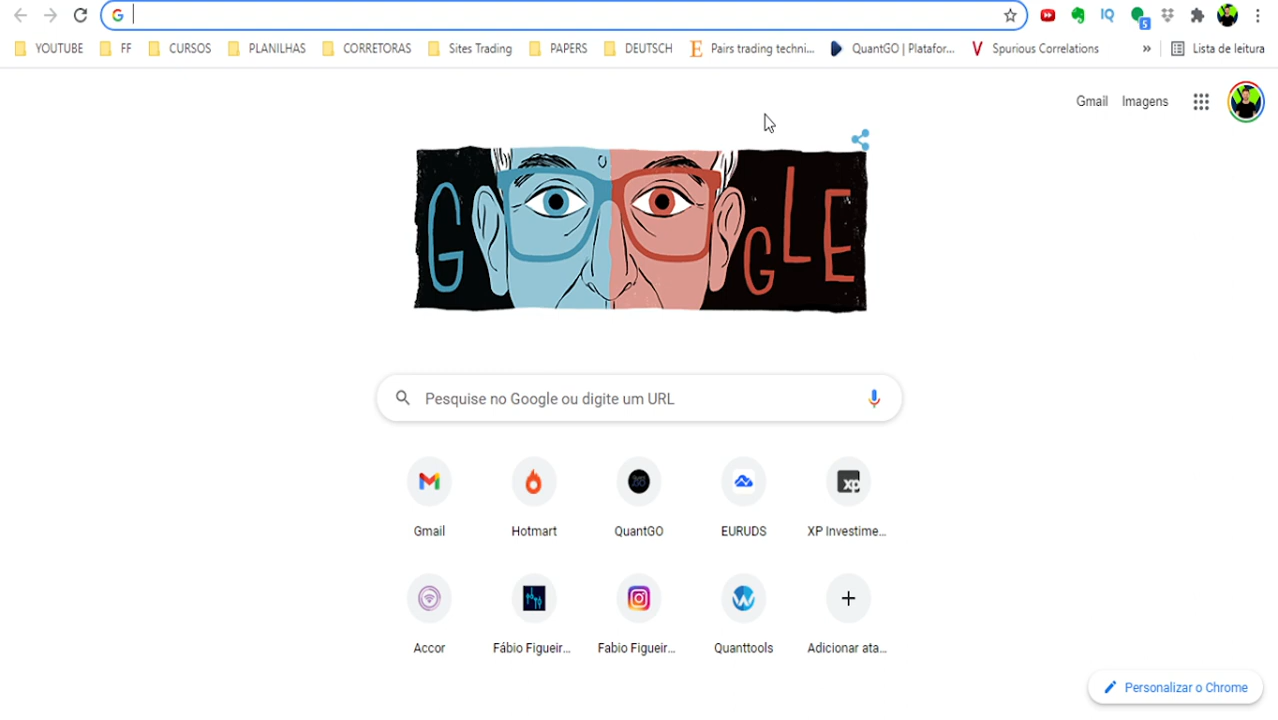 YOUTUBE FF CURSOS PLANILHAS CORRETORAS Sites Trading PAPERS DEUTSCH Pairs trading techni... QuantGO | Platafor... Spurious Correlations » Lista de leitura
Gmail Imagens
GOGLE
Pesquise no Google ou digite um URL
Gmail Hotmart QuantGO EURUDS XP Investime...
Accor Fábio Figueir... Fabio Figueir... Quanttools Adicionar ata...
Personalizar o Chrome